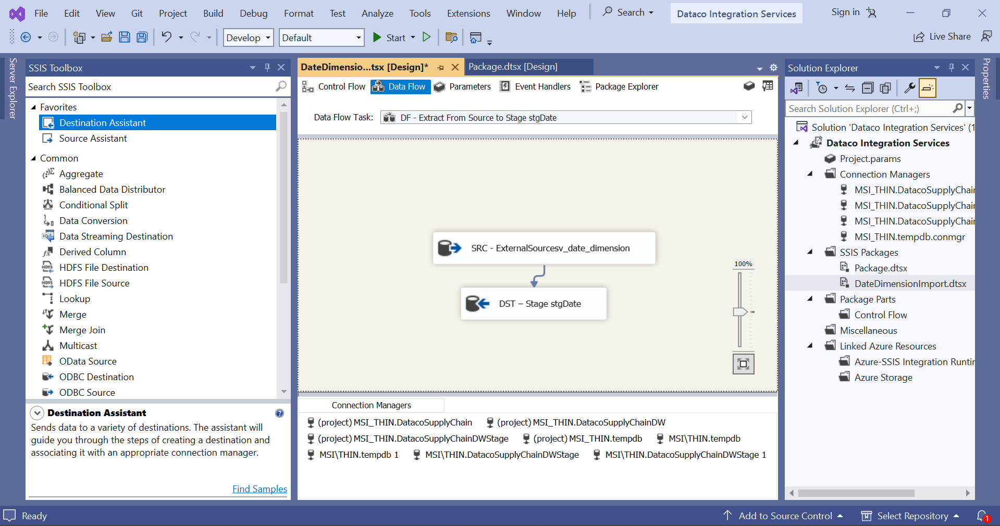 File Edit View Git Project Build Debug Format Test Analyze Tools Extensions Window Help Search Dataco Integration Services Sign in
Develop Default Start Live Share
Server Explorer
SSIS Toolbox
Search SSIS Toolbox
Favorites
Destination Assistant
Source Assistant
Common
Aggregate
Balanced Data Distributor
Conditional Split
Data Conversion
Data Streaming Destination
Derived Column
HDFS File Destination
HDFS File Source
Lookup
Merge
Merge Join
Multicast
OData Source
ODBC Destination
ODBC Source
Destination Assistant
Sends data to a variety of destinations. The assistant will
guide you through the steps of creating a destination and
associating it with an appropriate connection manager.
Find Samples
DateDimensio...tsx [Design]* Package.dtsx [Design]
Control Flow Data Flow Parameters Event Handlers Package Explorer
Data Flow Task: DF - Extract From Source to Stage stgDate
SRC - ExternalSourcesv_date_dimension
DST – Stage stgDate
100%
Connection Managers
(project) MSI_THIN.DatacoSupplyChain (project) MSI_THIN.DatacoSupplyChainDW
(project) MSI_THIN.DatacoSupplyChainDWStage (project) MSI_THIN.tempdb MSI\THIN.tempdb
MSI\THIN.tempdb 1 MSI\THIN.DatacoSupplyChainDWStage MSI\THIN.DatacoSupplyChainDWStage 1
Solution Explorer
Search Solution Explorer (Ctrl+;)
Solution 'Dataco Integration Services' (1
Dataco Integration Services
Project.params
Connection Managers
MSI_THIN.DatacoSupplyChai
MSI_THIN.DatacoSupplyChai
MSI_THIN.DatacoSupplyChai
MSI_THIN.tempdb.conmgr
SSIS Packages
Package.dtsx
DateDimensionImport.dtsx
Package Parts
Control Flow
Miscellaneous
Linked Azure Resources
Azure-SSIS Integration Runti
Azure Storage
Properties
Ready Add to Source Control Select Repository 1